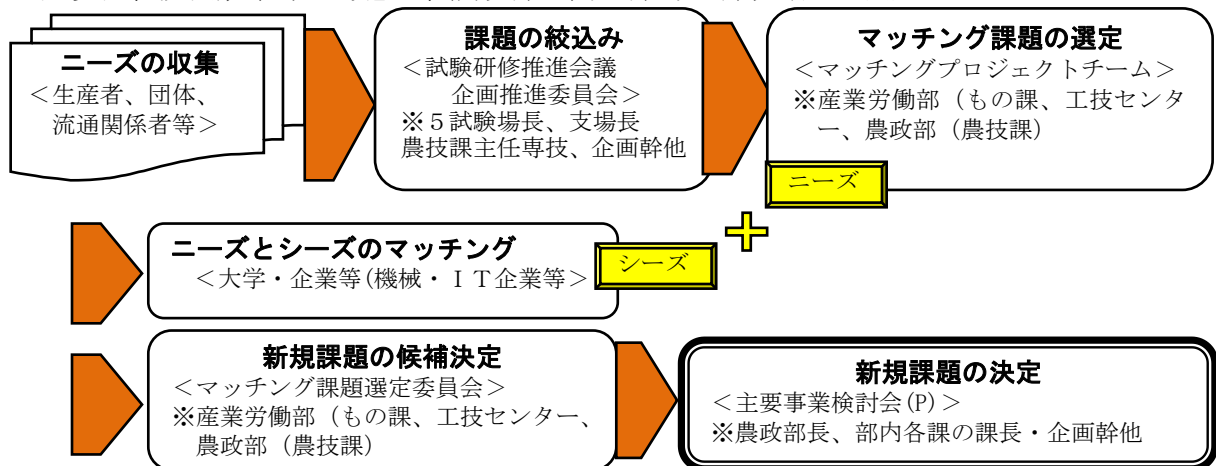 ニーズの収集
＜生産者、団体、
流通関係者等＞
課題の絞込み
＜試験研修推進会議
企画推進委員会＞
※５試験場長、支場長
農技課主任専技、企画幹他
マッチング課題の選定
＜マッチングプロジェクトチーム＞
※産業労働部（もの課、工技センタ
ー、農政部（農技課）
ニーズ
ニーズとシーズのマッチング
＜大学・企業等(機械・ＩＴ企業等＞
シーズ
新規課題の候補決定
＜マッチング課題選定委員会＞
※産業労働部（もの課、工技センター、
農政部（農技課）
新規課題の決定
＜主要事業検討会(P)＞
※農政部長、部内各課の課長・企画幹他